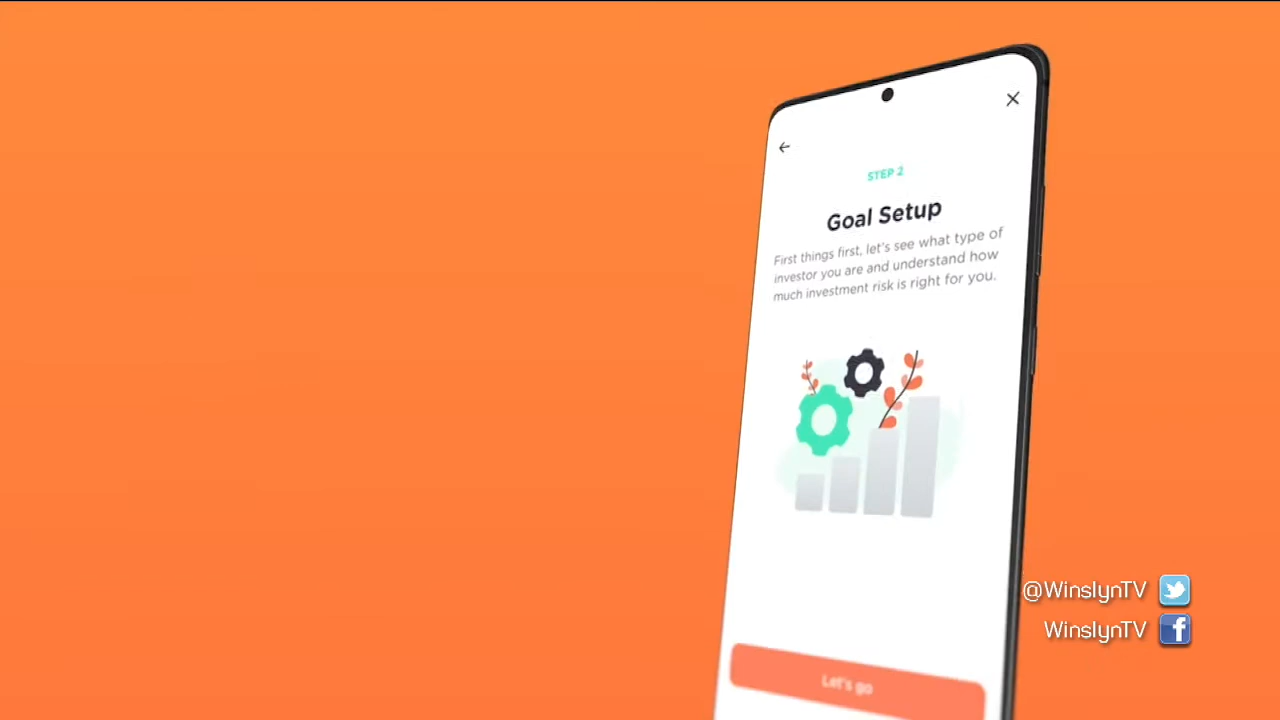 STEP 2
Goal Setup
First things first, let's see what type of
investor you are and understand how
much investment risk is right for you.
Let's go
@WinslynTV
WinslynTV